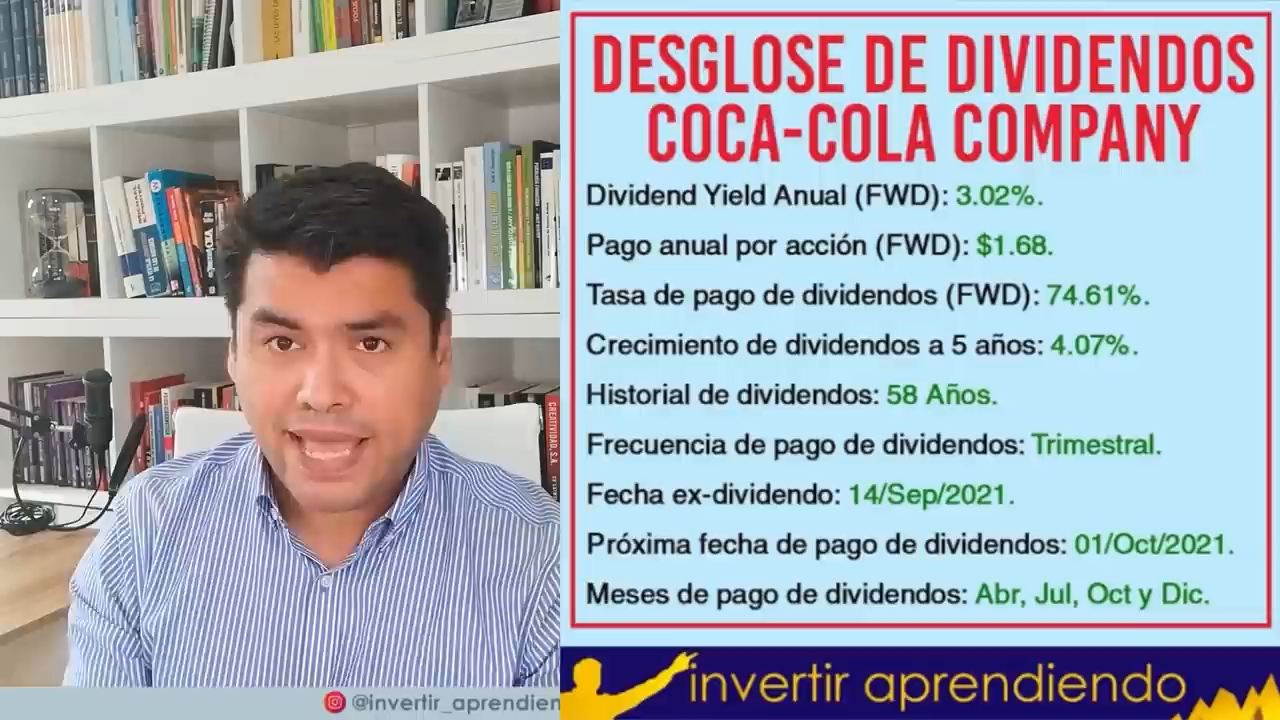 DESGLOSE DE DIVIDENDOS
COCA-COLA COMPANY
Dividend Yield Anual (FWD): 3.02%.
Pago anual por acción (FWD): $1.68.
Tasa de pago de dividendos (FWD): 74.61%.
Crecimiento de dividendos a 5 años: 4.07%.
Historial de dividendos: 58 Años.
Frecuencia de pago de dividendos: Trimestral.
Fecha ex-dividendo: 14/Sep/2021.
Próxima fecha de pago de dividendos: 01/Oct/2021.
Meses de pago de dividendos: Abr, Jul, Oct y Dic.
invertir aprendiendo
@invertir_aprendien
CREATIVIDAD, S.A.